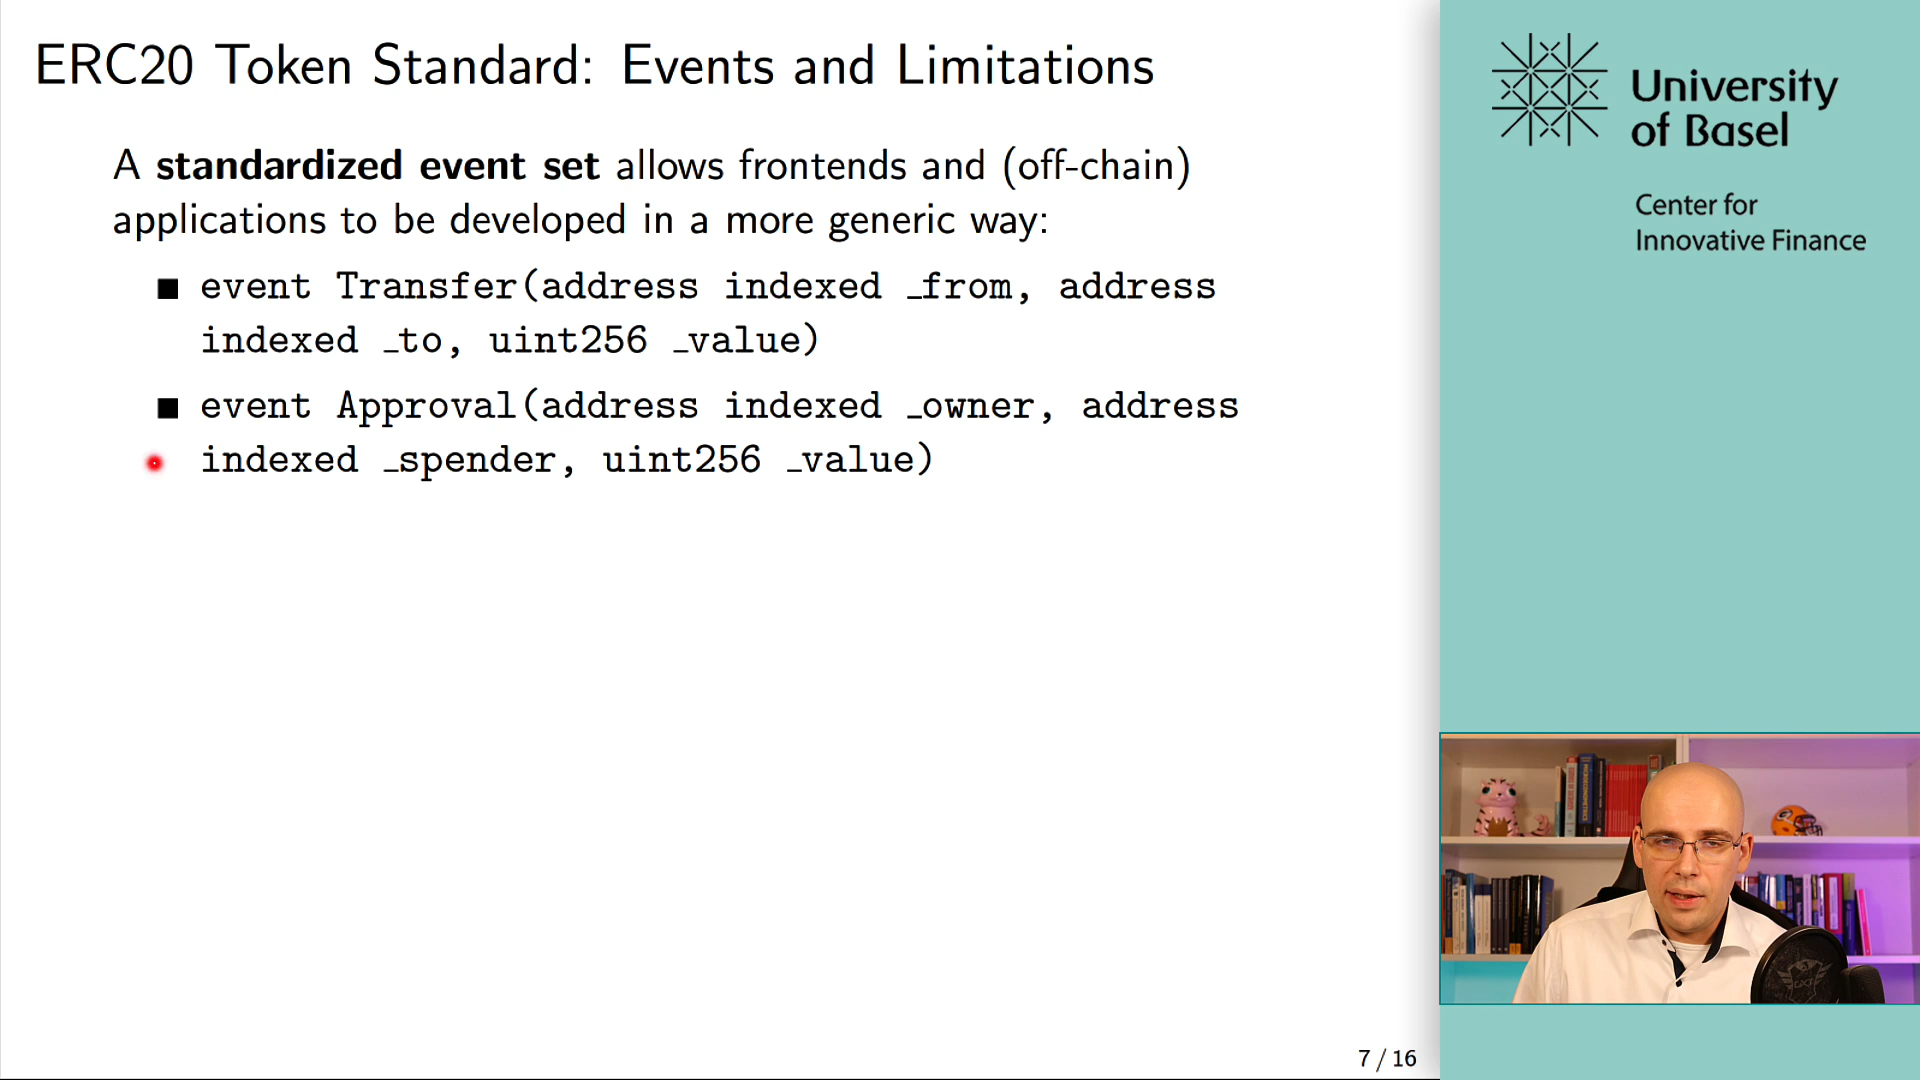 ERC20 Token Standard: Events and Limitations
A standardized event set allows frontends and (off-chain)
applications to be developed in a more generic way:
■ event Transfer(address indexed _from, address
indexed _to, uint256 _value)
■ event Approval(address indexed _owner, address
indexed _spender, uint256 _value)
7 / 16
University
of Basel
Center for
Innovative Finance